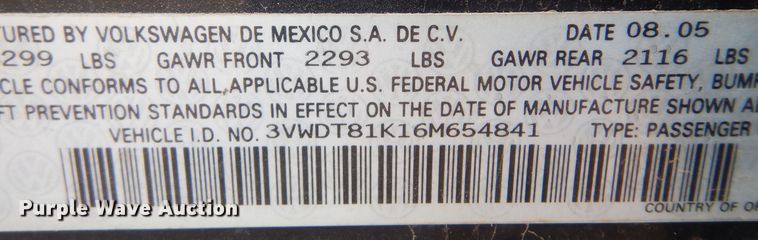 TURED BY VOLKSWAGEN DE MEXICO S.A. DE C.V. DATE 08.05
299 LBS GAWR FRONT 2293 LBS GAWR REAR 2116 LBS
CLE CONFORMS TO ALL APPLICABLE U.S. FEDERAL MOTOR VEHICLE SAFETY, BUMP
FT PREVENTION STANDARDS IN EFFECT ON THE DATE OF MANUFACTURE SHOWN A
VEHICLE I.D. NO. 3VWDT81K16M654841 TYPE: PASSENGER
COUNTRY OF OR
Purple Wave Auction